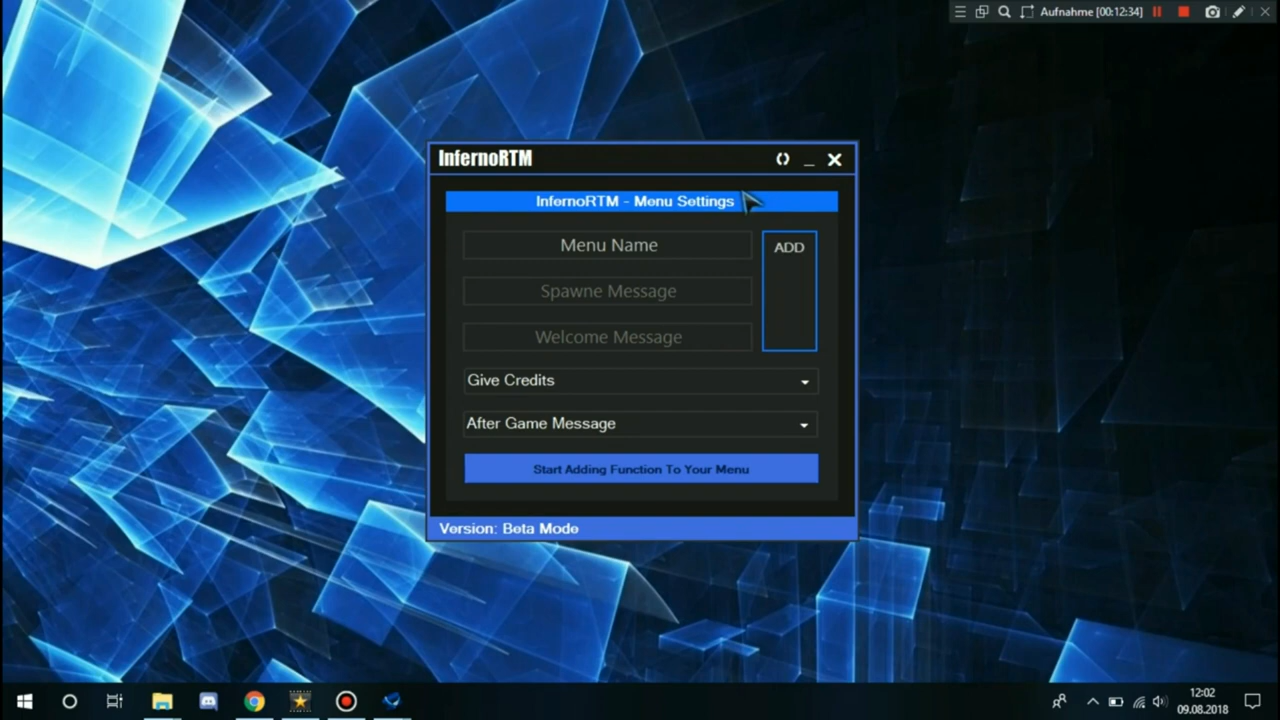 Aufnahme [00:12:34]
InfernoRTM
InfernoRTM - Menu Settings
Menu Name
ADD
Spawne Message
Welcome Message
Give Credits
After Game Message
Start Adding Function To Your Menu
Version: Beta Mode
12:02
09.08.2018